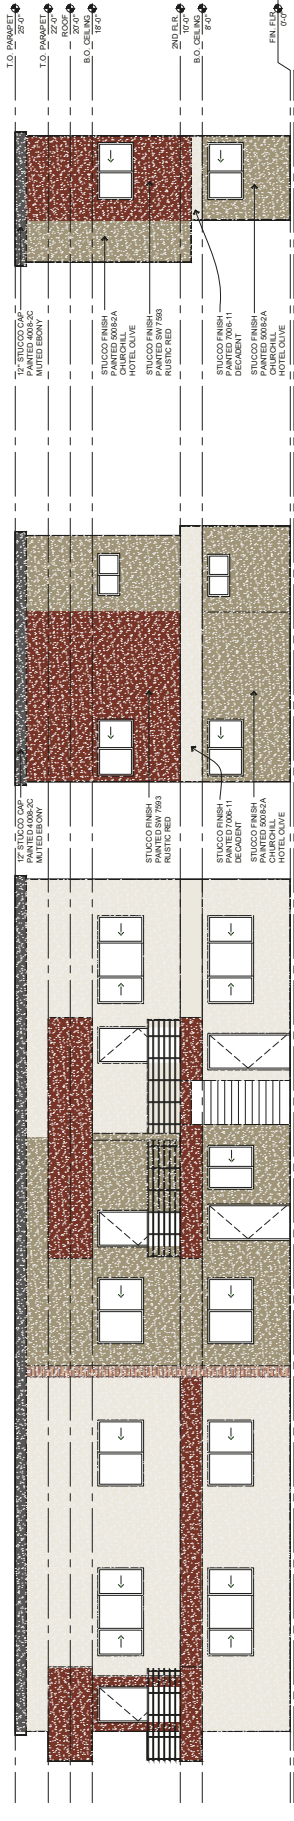 12" STUCCO CAP
PAINTED 4008-2C
MUTED EBONY
STUCCO FINISH
PAINTED SW 7593
RUSTIC RED
STUCCO FINISH
PAINTED 7006-11
DECADENT
STUCCO FINISH
PAINTED 5008-2A
CHURCHILL
HOTEL OLIVE
12" STUCCO CAP
PAINTED 4008-2C
MUTED EBONY
STUCCO FINISH
PAINTED 5008-2A
CHURCHILL
HOTEL OLIVE
STUCCO FINISH
PAINTED SW 7593
RUSTIC RED
STUCCO FINISH
PAINTED 7006-11
DECADENT
STUCCO FINISH
PAINTED 5008-2A
CHURCHILL
HOTEL OLIVE
T.O. PARAPET
25'-0"
T.O. PARAPET
22'-0"
ROOF
20'-0"
B.O. CEILING
18'-0"
2ND FLR.
10'-0"
B.O. CEILING
8'-0"
FIN. FLR.
0'-0"